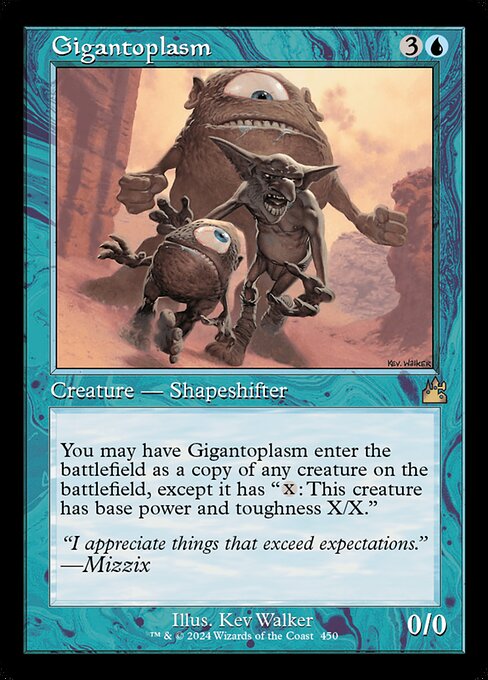 Gigantoplasm 3
KEV. WALKER
Creature — Shapeshifter
You may have Gigantoplasm enter the
battlefield as a copy of any creature on the
battlefield, except it has “X: This creature
has base power and toughness X/X.”
“I appreciate things that exceed expectations.”
—Mizzix
Illus. Kev Walker
0/0
™ & © 2024 Wizards of the Coast 450